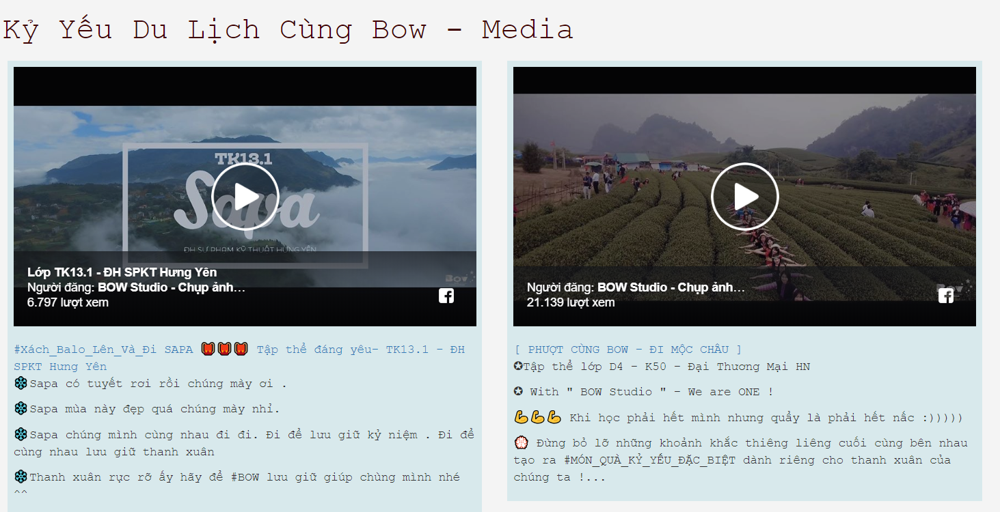 Kỷ Yếu Du Lịch Cùng Bow - Media
TK13.1
Sapa
ĐH SƯ PHẠM KỸ THUẬT HƯNG YÊN
Bow
Lớp TK13.1 - ĐH SPKT Hưng Yên
Người đăng: BOW Studio - Chụp ảnh...
6.797 lượt xem
#Xách_Balo_Lên_Và_Đi SAPA 👹👹👹 Tập thể đáng yêu- TK13.1 - ĐH
SPKT Hưng Yên
❄Sapa có tuyết rơi rồi chúng mày ơi .
❄Sapa mùa này đẹp quá chúng mày nhỉ.
❄Sapa chúng mình cùng nhau đi đi. Đi để lưu giữ kỷ niệm . Đi để
cùng nhau lưu giữ thanh xuân
❄Thanh xuân rực rỡ ấy hãy để #BOW lưu giữ giúp chùng mình nhé
^^
Bow
Người đăng: BOW Studio - Chụp ảnh...
21.139 lượt xem
[ PHƯỢT CÙNG BOW - ĐI MỘC CHÂU ]
✪Tập thể lớp D4 - K50 - Đại Thương Mại HN
✪ With " BOW Studio " - We are ONE !
💪💪💪 Khi học phải hết mình nhưng quẩy là phải hết nấc :)))))
💮 Đừng bỏ lỡ những khoảnh khắc thiêng liêng cuối cùng bên nhau
tạo ra #MÓN_QUÀ_KỶ_YẾU_ĐẶC_BIỆT dành riêng cho thanh xuân của
chúng ta !...